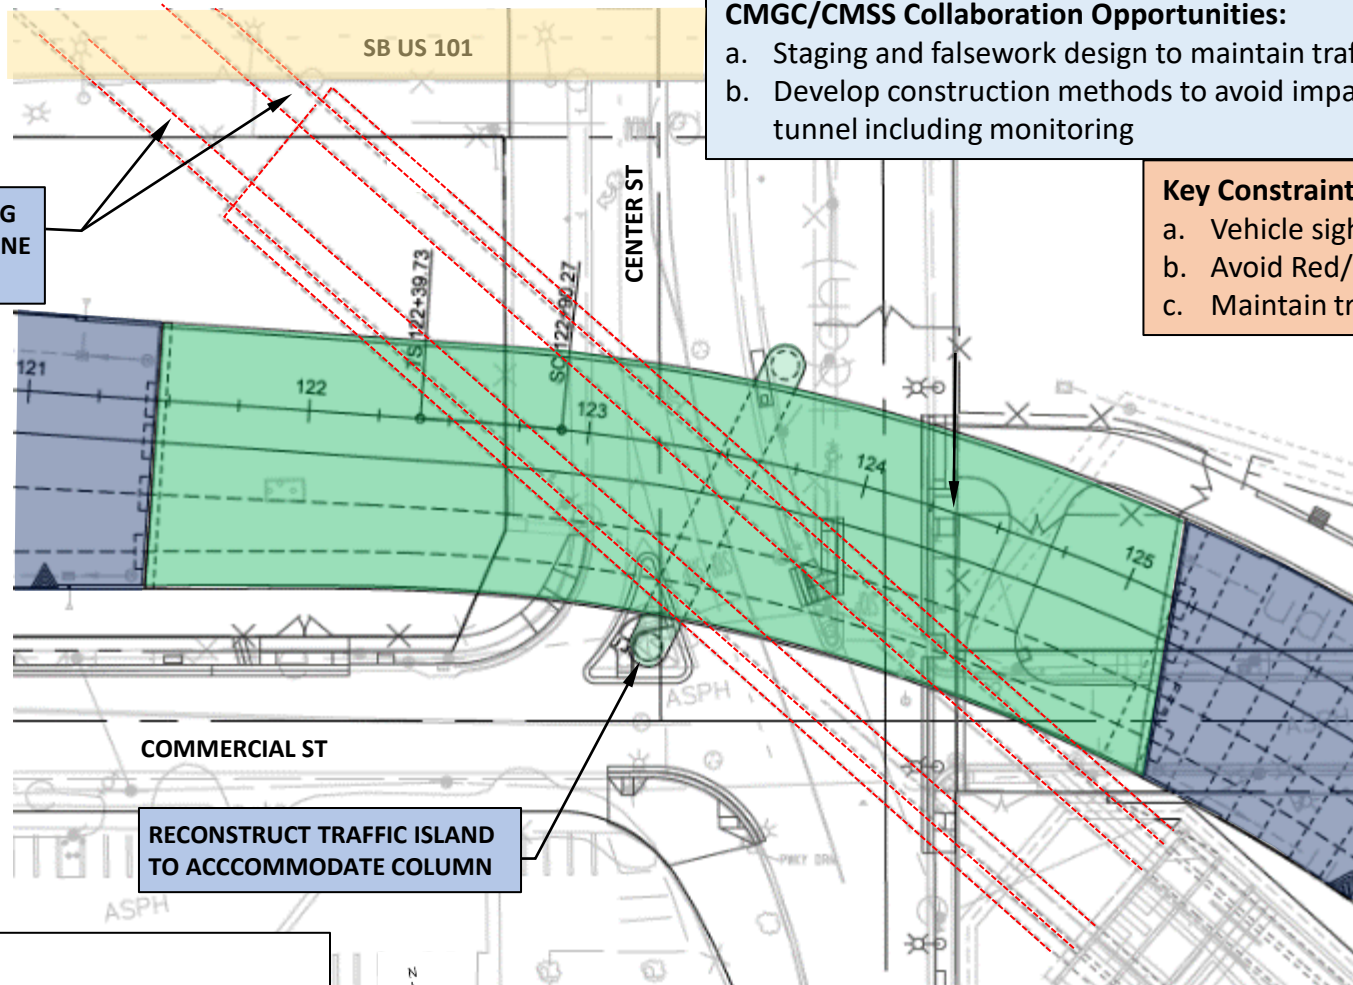 SB US 101
CMGC/CMSS Collaboration Opportunities:
a. Staging and falsework design to maintain traf
b. Develop construction methods to avoid impa
tunnel including monitoring
Key Constraint
a. Vehicle sigh
b. Avoid Red/
c. Maintain tr
G
NE
CENTER ST
TS 122+39.73
SC 122+90.27
121
122
123
124
125
ASPH
ASPH
COMMERCIAL ST
RECONSTRUCT TRAFFIC ISLAND
TO ACCCOMMODATE COLUMN
PWKY DRN
ASPH
N